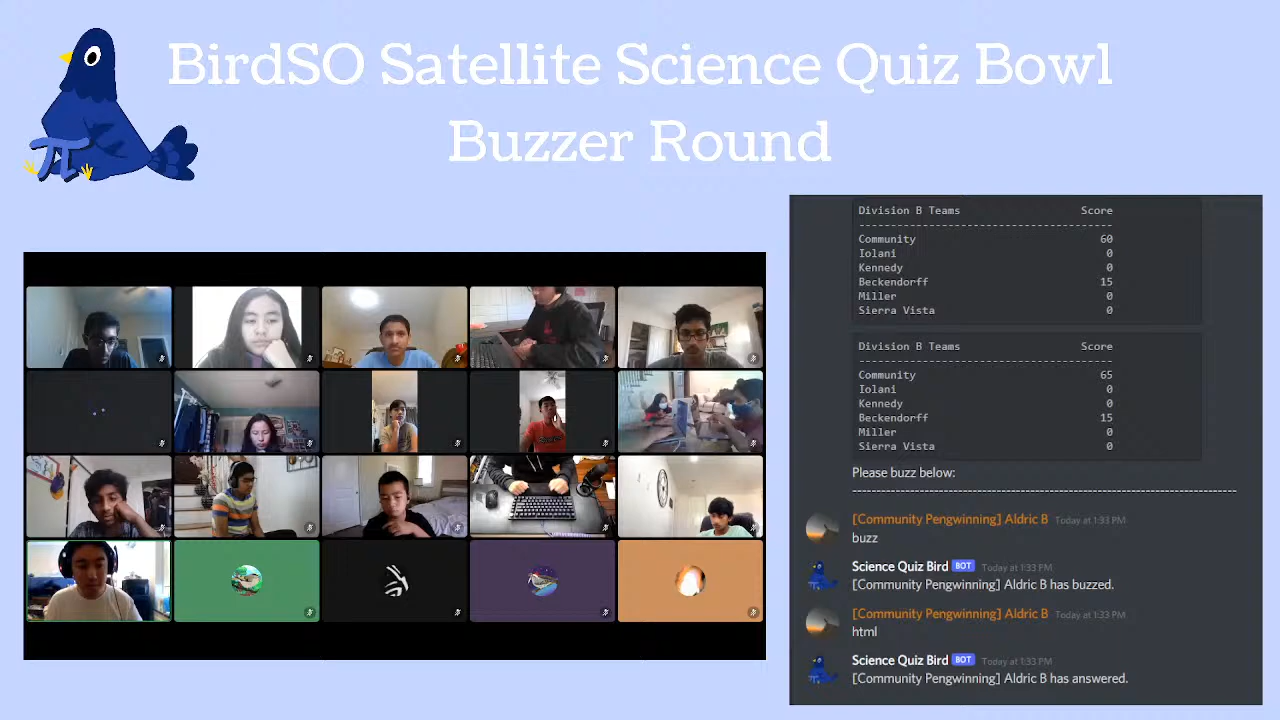 BirdSO Satellite Science Quiz Bowl
Buzzer Round
Division B Teams Score
----------------------------------------
Community 60
Iolani 0
Kennedy 0
Beckendorff 15
Miller 0
Sierra Vista 0
Division B Teams Score
----------------------------------------
Community 65
Iolani 0
Kennedy 0
Beckendorff 15
Miller 0
Sierra Vista 0
Please buzz below:
--------------------------------------------------------------------------------
[Community Pengwinning] Aldric B Today at 1:33 PM
buzz
Science Quiz Bird BOT Today at 1:33 PM
[Community Pengwinning] Aldric B has buzzed.
[Community Pengwinning] Aldric B Today at 1:33 PM
html
Science Quiz Bird BOT Today at 1:33 PM
[Community Pengwinning] Aldric B has answered.